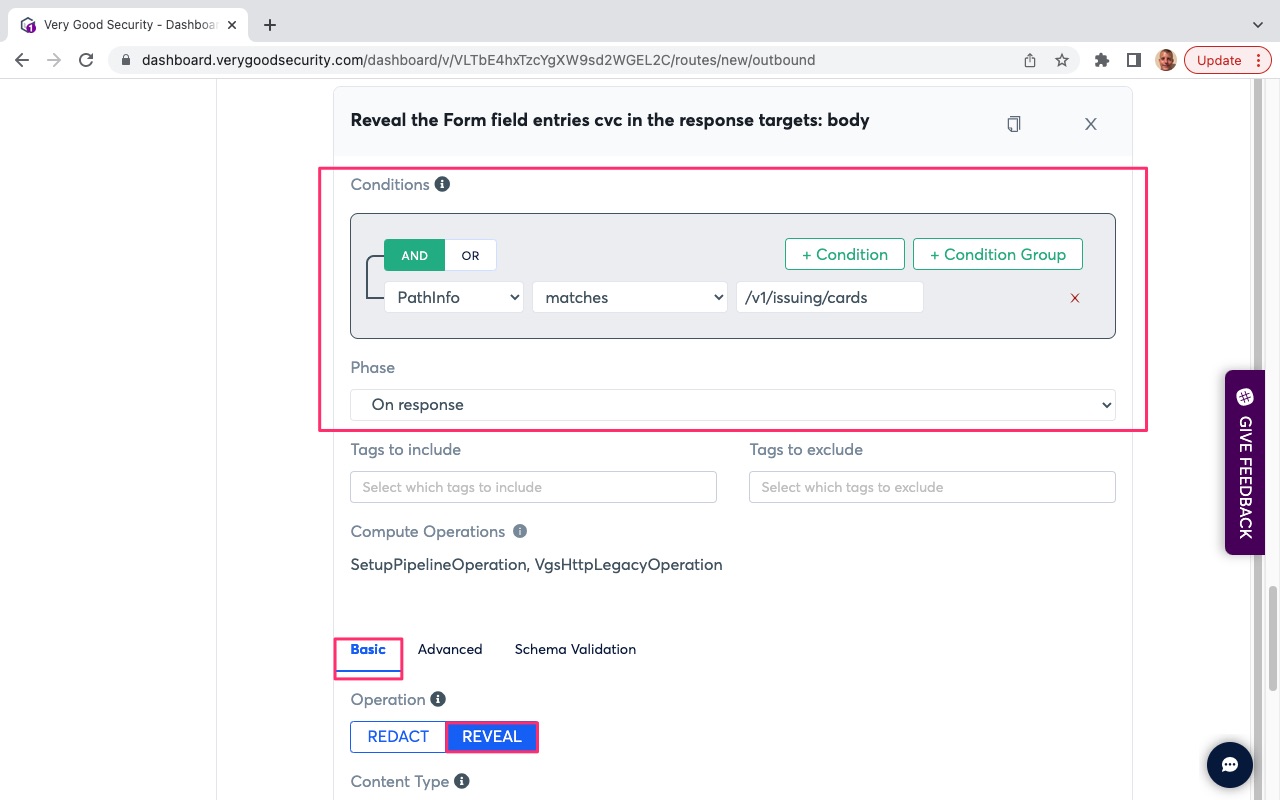 Very Good Security - Dashboa
dashboard.verygoodsecurity.com/dashboard/v/VLTbE4hxTzcYgXW9sd2WGEL2C/routes/new/outbound
Update
Reveal the Form field entries cvc in the response targets: body
X
Conditions
AND OR + Condition + Condition Group
PathInfo matches /v1/issuing/cards x
Phase
On response
Tags to include Tags to exclude
Select which tags to include Select which tags to exclude
Compute Operations
SetupPipelineOperation, VgsHttpLegacyOperation
GIVE FEEDBACK
Basic Advanced Schema Validation
Operation
REDACT REVEAL
Content Type